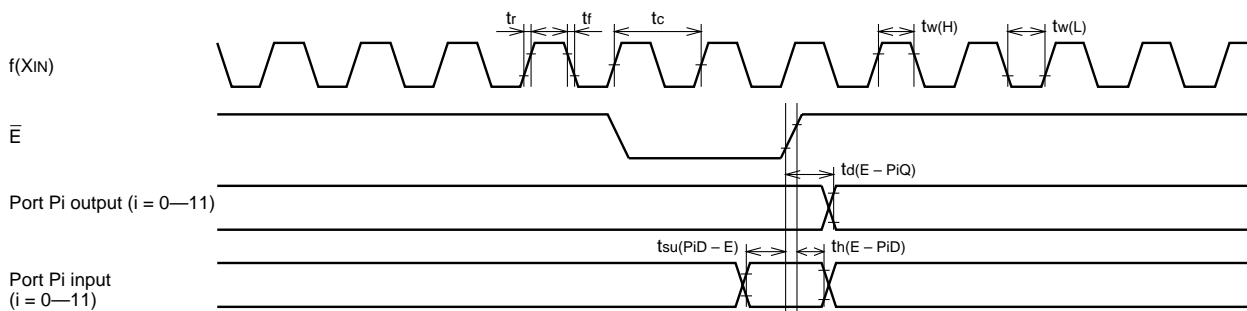 tr tf tc tw(H) tw(L)
f(XIN)
E̅
td(E – PiQ)
Port Pi output (i = 0—11)
tsu(PiD – E) th(E – PiD)
Port Pi input
(i = 0—11)